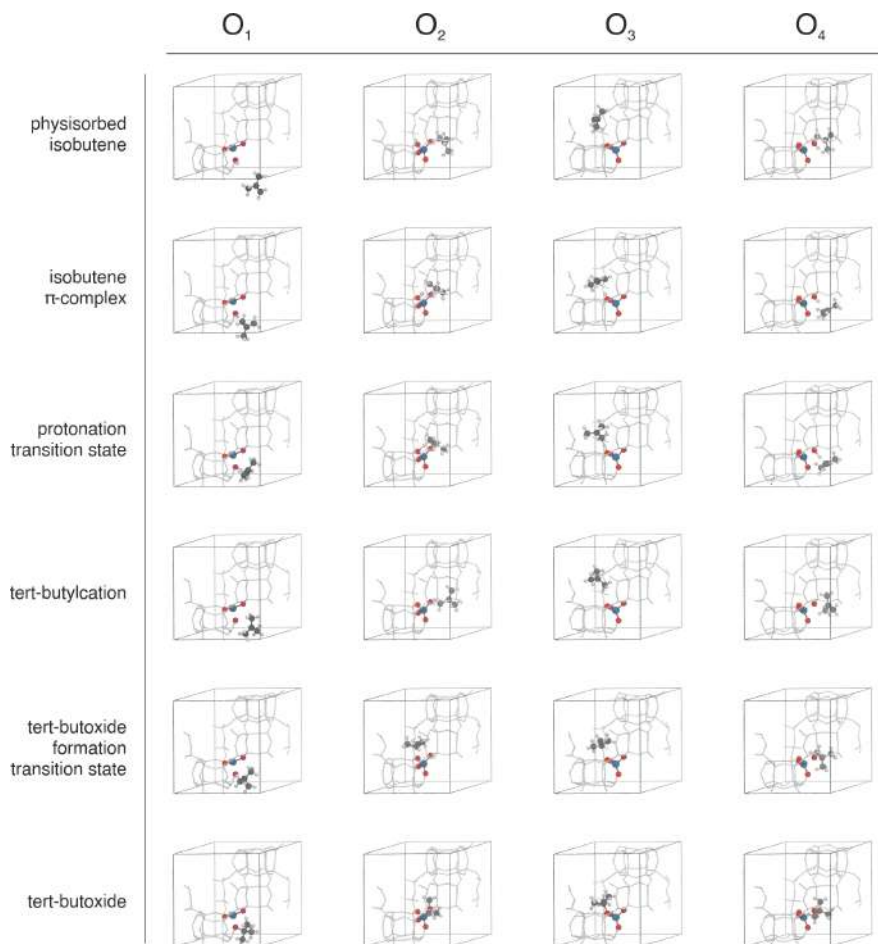 O₁ O₂ O₃ O₄
physisorbed
isobutene
isobutene
π-complex
protonation
transition state
tert-butylcation
tert-butoxide
formation
transition state
tert-butoxide